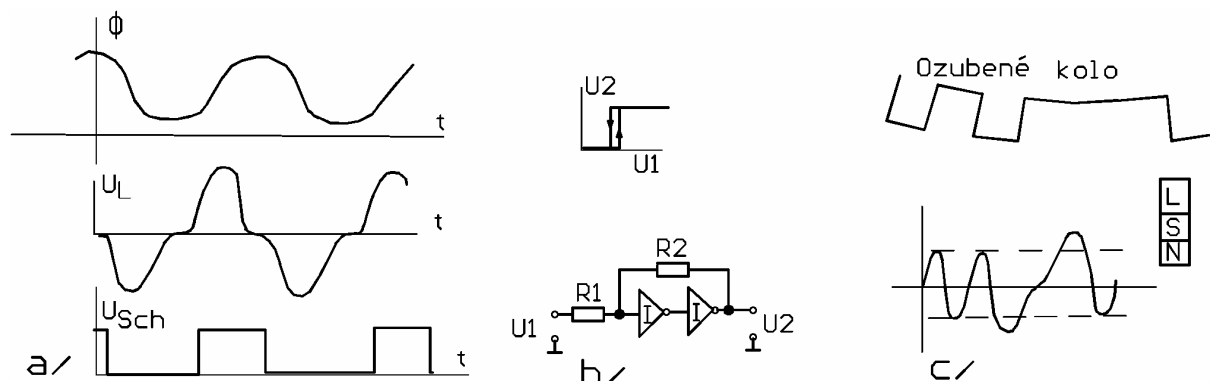 ϕ
t
U_L
t
U_Sch
t
a/
U2
U1
R2
R1
I
I
U1
U2
b/
Ozubené kolo
L
S
N
c/